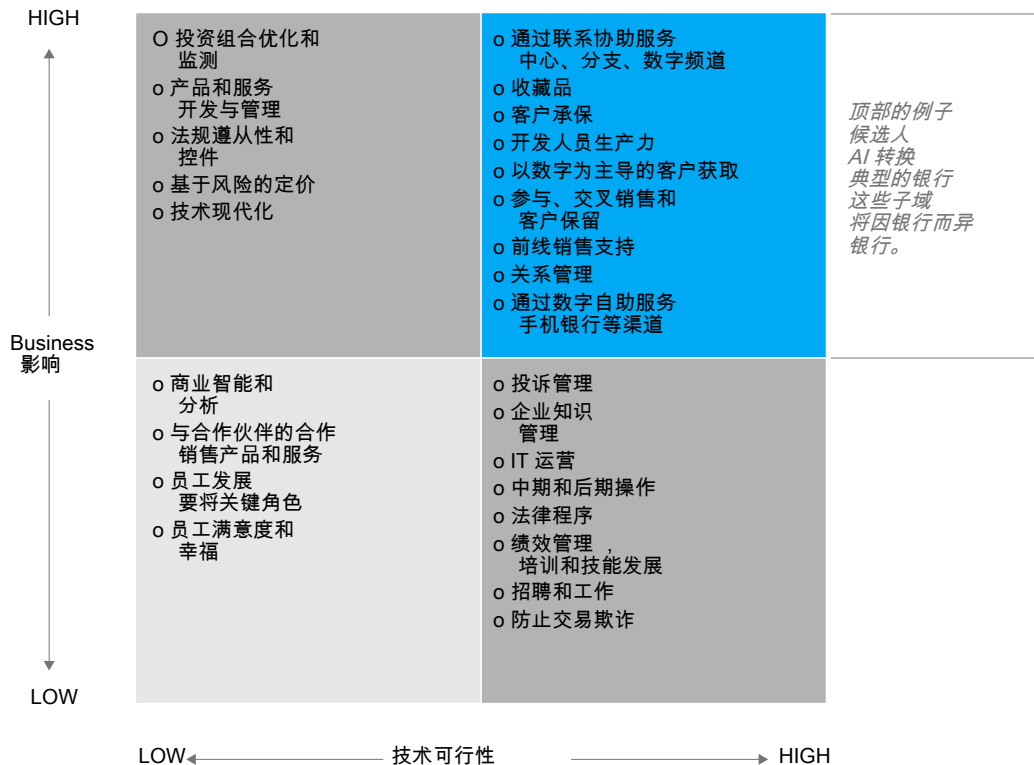 HIGH
O 投资组合优化和
监测
o 产品和服务
开发与管理
o 法规遵从性和
控件
o 基于风险的定价
o 技术现代化
o 通过联系协助服务
中心、分支、数字频道
o 收藏品
o 客户承保
o 开发人员生产力
o 以数字为主导的客户获取
o 参与、交叉销售和
客户保留
o 前线销售支持
o 关系管理
o 通过数字自助服务
手机银行等渠道
顶部的例子
候选人
AI 转换
典型的银行
这些子域
将因银行而异
银行。
Business
影响
o 商业智能和
分析
o 与合作伙伴的合作
销售产品和服务
o 员工发展
要将关键角色
o 员工满意度和
幸福
o 投诉管理
o 企业知识
管理
o IT 运营
o 中期和后期操作
o 法律程序
o 绩效管理 ,
培训和技能发展
o 招聘和工作
o 防止交易欺诈
LOW
LOW 技术可行性 HIGH